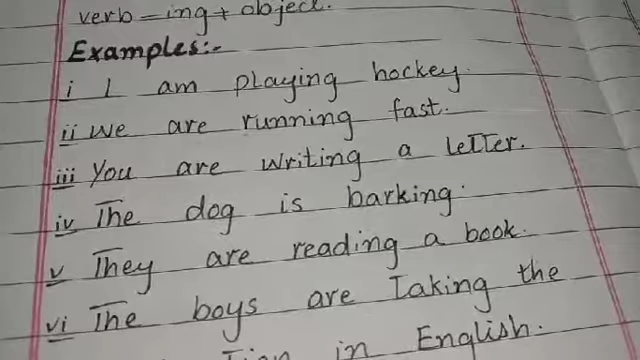 verb-ing + object.
Examples:-
i I am playing hockey.
ii We are running fast.
iii You are writing a letter.
iv The dog is barking.
v They are reading a book.
vi The boys are taking the
in English.